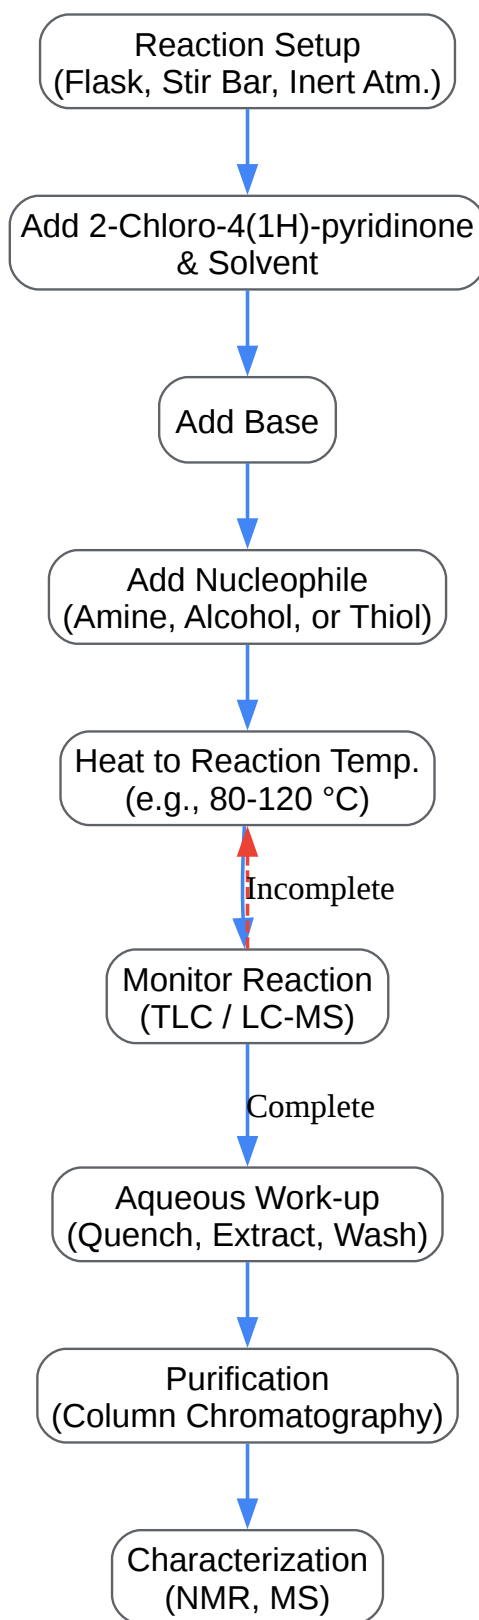 Reaction Setup
(Flask, Stir Bar, Inert Atm.)
Add 2-Chloro-4(1H)-pyridinone
& Solvent
Add Base
Add Nucleophile
(Amine, Alcohol, or Thiol)
Heat to Reaction Temp.
(e.g., 80-120 °C)
Incomplete
Monitor Reaction
(TLC / LC-MS)
Complete
Aqueous Work-up
(Quench, Extract, Wash)
Purification
(Column Chromatography)
Characterization
(NMR, MS)